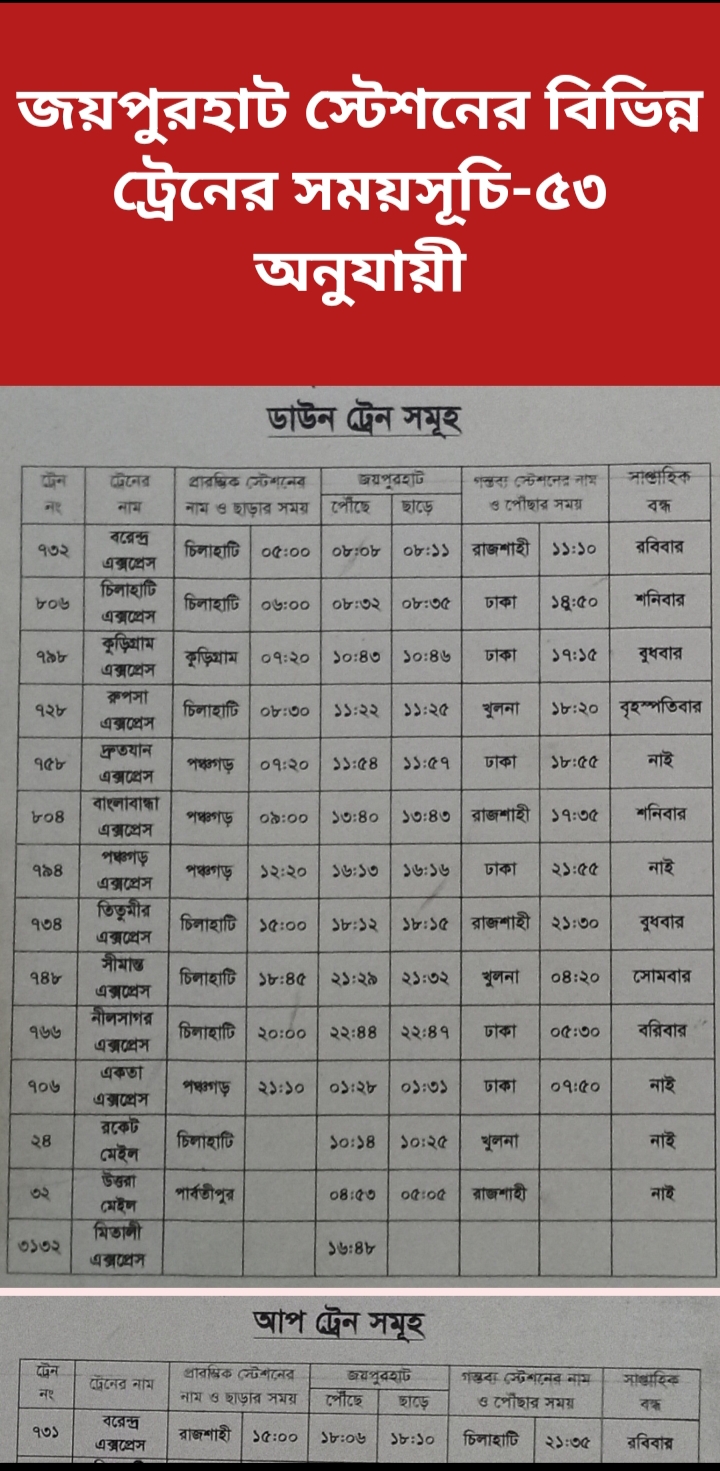 জয়পুরহাট স্টেশনের বিভিন্ন
ট্রেনের সময়সূচি-৫৩
অনুযায়ী
ডাউন ট্রেন সমূহ
ট্রেন নং ট্রেনের নাম প্রারম্ভিক স্টেশনের নাম ও ছাড়ার সময় জয়পুরহাট পৌঁছে ছাড়ে গন্তব্য স্টেশনের নাম ও পৌঁছার সময় সাপ্তাহিক বন্ধ
৭৩২ বরেন্দ্র এক্সপ্রেস চিলাহাটি ০৫:০০ ০৮:০৮ ০৮:১১ রাজশাহী ১১:১০ রবিবার
৮০৬ চিলাহাটি এক্সপ্রেস চিলাহাটি ০৬:০০ ০৮:৩২ ০৮:৩৫ ঢাকা ১৪:৫০ শনিবার
৭৯৮ কুড়িগ্রাম এক্সপ্রেস কুড়িগ্রাম ০৭:২০ ১০:৪৩ ১০:৪৬ ঢাকা ১৭:১৫ বুধবার
৭২৮ রুপসা এক্সপ্রেস চিলাহাটি ০৮:৩০ ১১:২২ ১১:২৫ খুলনা ১৮:২০ বৃহস্পতিবার
৭৫৮ দ্রুতযান এক্সপ্রেস পঞ্চগড় ০৭:২০ ১১:৫৪ ১১:৫৭ ঢাকা ১৮:৫৫ নাই
৮০৪ বাংলাবান্ধা এক্সপ্রেস পঞ্চগড় ০৯:০০ ১৩:৪০ ১৩:৪৩ রাজশাহী ১৭:৩৫ শনিবার
৭৯৪ পঞ্চগড় এক্সপ্রেস পঞ্চগড় ১২:২০ ১৬:১৩ ১৬:১৬ ঢাকা ২১:৫৫ নাই
৭৩৪ তিতুমীর এক্সপ্রেস চিলাহাটি ১৫:০০ ১৮:১২ ১৮:১৫ রাজশাহী ২১:৩০ বুধবার
৭৪৮ সীমান্ত এক্সপ্রেস চিলাহাটি ১৮:৪৫ ২১:২৯ ২১:৩২ খুলনা ০৪:২০ সোমবার
৭৬৬ নীলসাগর এক্সপ্রেস চিলাহাটি ২০:০০ ২২:৪৪ ২২:৪৭ ঢাকা ০৫:৩০ রবিবার
৭০৬ একতা এক্সপ্রেস পঞ্চগড় ২১:১০ ০১:২৮ ০১:৩১ ঢাকা ০৭:৫০ নাই
২৪ রকেট মেইল চিলাহাটি ১০:১৪ ১০:২৫ খুলনা নাই
৩২ উত্তরা মেইল পার্বতীপুর ০৪:৫৩ ০৫:০৫ রাজশাহী নাই
৩১৩২ মিতালী এক্সপ্রেস ১৬:৪৮
আপ ট্রেন সমূহ
ট্রেন নং ট্রেনের নাম প্রারম্ভিক স্টেশনের নাম ও ছাড়ার সময় জয়পুরহাট পৌঁছে ছাড়ে গন্তব্য স্টেশনের নাম ও পৌঁছার সময় সাপ্তাহিক বন্ধ
৭৩১ বরেন্দ্র এক্সপ্রেস রাজশাহী ১৫:০০ ১৮:০৬ ১৮:১০ চিলাহাটি ২১:৩৫ রবিবার